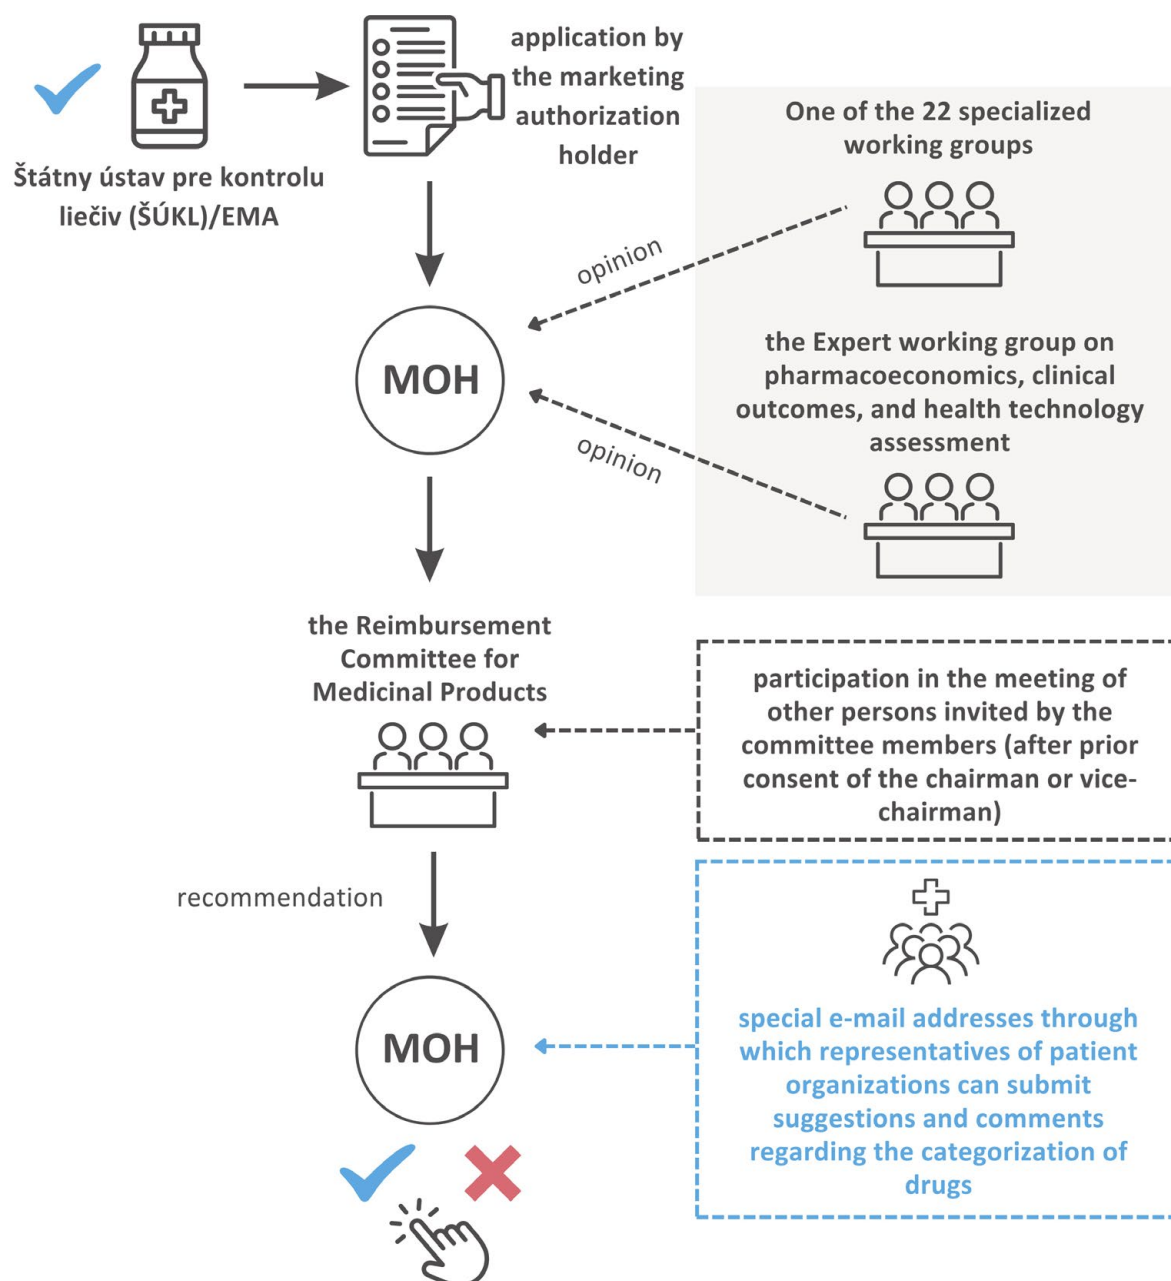 application by
the marketing
authorization
holder
Štátny ústav pre kontrolu
liečiv (ŠÚKL)/EMA
One of the 22 specialized
working groups
opinion
MOH
the Expert working group on
pharmacoeconomics, clinical
outcomes, and health technology
assessment
opinion
the Reimbursement
Committee for
Medicinal Products
participation in the meeting of
other persons invited by the
committee members (after prior
consent of the chairman or vice-
chairman)
recommendation
MOH
special e-mail addresses through
which representatives of patient
organizations can submit
suggestions and comments
regarding the categorization of
drugs